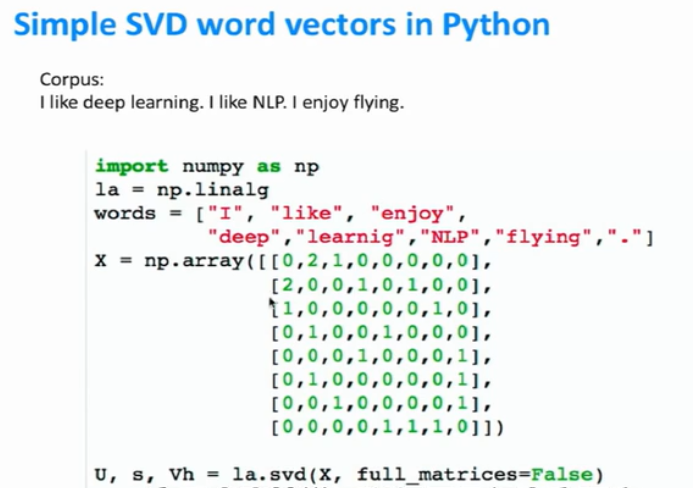 Simple SVD word vectors in Python
Corpus:
I like deep learning. I like NLP. I enjoy flying.
import numpy as np
la = np.linalg
words = ["I", "like", "enjoy",
"deep","learnig","NLP","flying","."]
X = np.array([[0,2,1,0,0,0,0,0],
[2,0,0,1,0,1,0,0],
[1,0,0,0,0,0,1,0],
[0,1,0,0,1,0,0,0],
[0,0,0,1,0,0,0,1],
[0,1,0,0,0,0,0,1],
[0,0,1,0,0,0,0,1],
[0,0,0,0,1,1,1,0]])
U, s, Vh = la.svd(X, full_matrices=False)